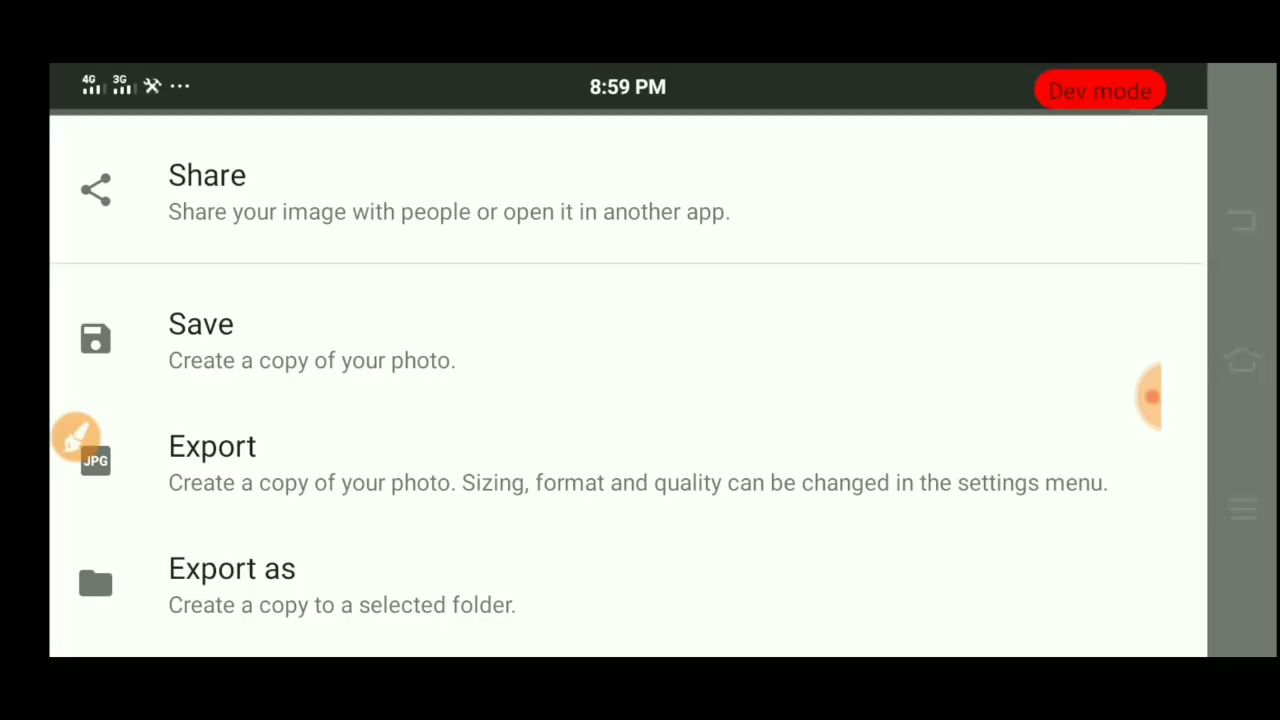 4G 3G 8:59 PM Dev mode
Share
Share your image with people or open it in another app.
Save
Create a copy of your photo.
Export
JPG
Create a copy of your photo. Sizing, format and quality can be changed in the settings menu.
Export as
Create a copy to a selected folder.